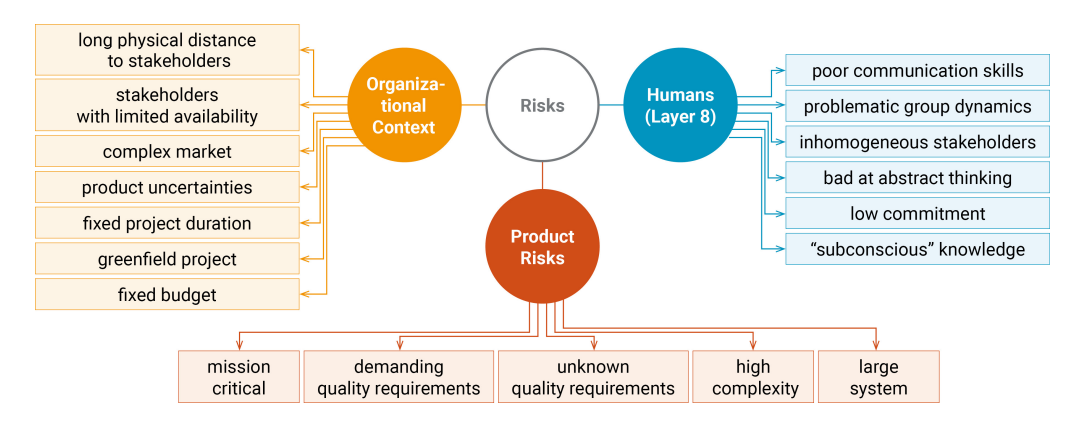 long physical distance
to stakeholders
stakeholders
with limited availability
complex market
product uncertainties
fixed project duration
greenfield project
fixed budget
Organiza-
tional
Context
Risks
Humans
(Layer 8)
poor communication skills
problematic group dynamics
inhomogeneous stakeholders
bad at abstract thinking
low commitment
“subconscious” knowledge
Product
Risks
mission
critical
demanding
quality requirements
unknown
quality requirements
high
complexity
large
system